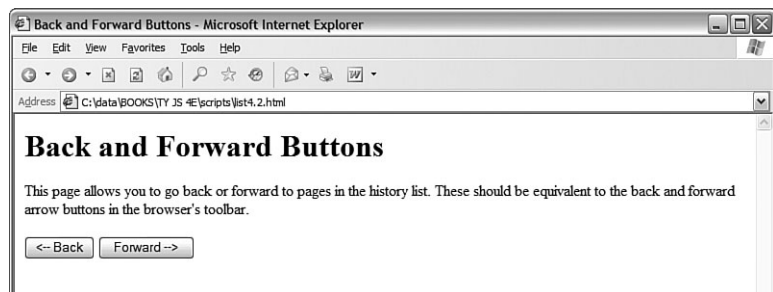 Back and Forward Buttons - Microsoft Internet Explorer
File Edit View Favorites Tools Help
Address C:\data\BOOKS\TY JS 4E\scripts\list4.2.html
Back and Forward Buttons
This page allows you to go back or forward to pages in the history list. These should be equivalent to the back and forward
arrow buttons in the browser's toolbar.
<-- Back Forward -->